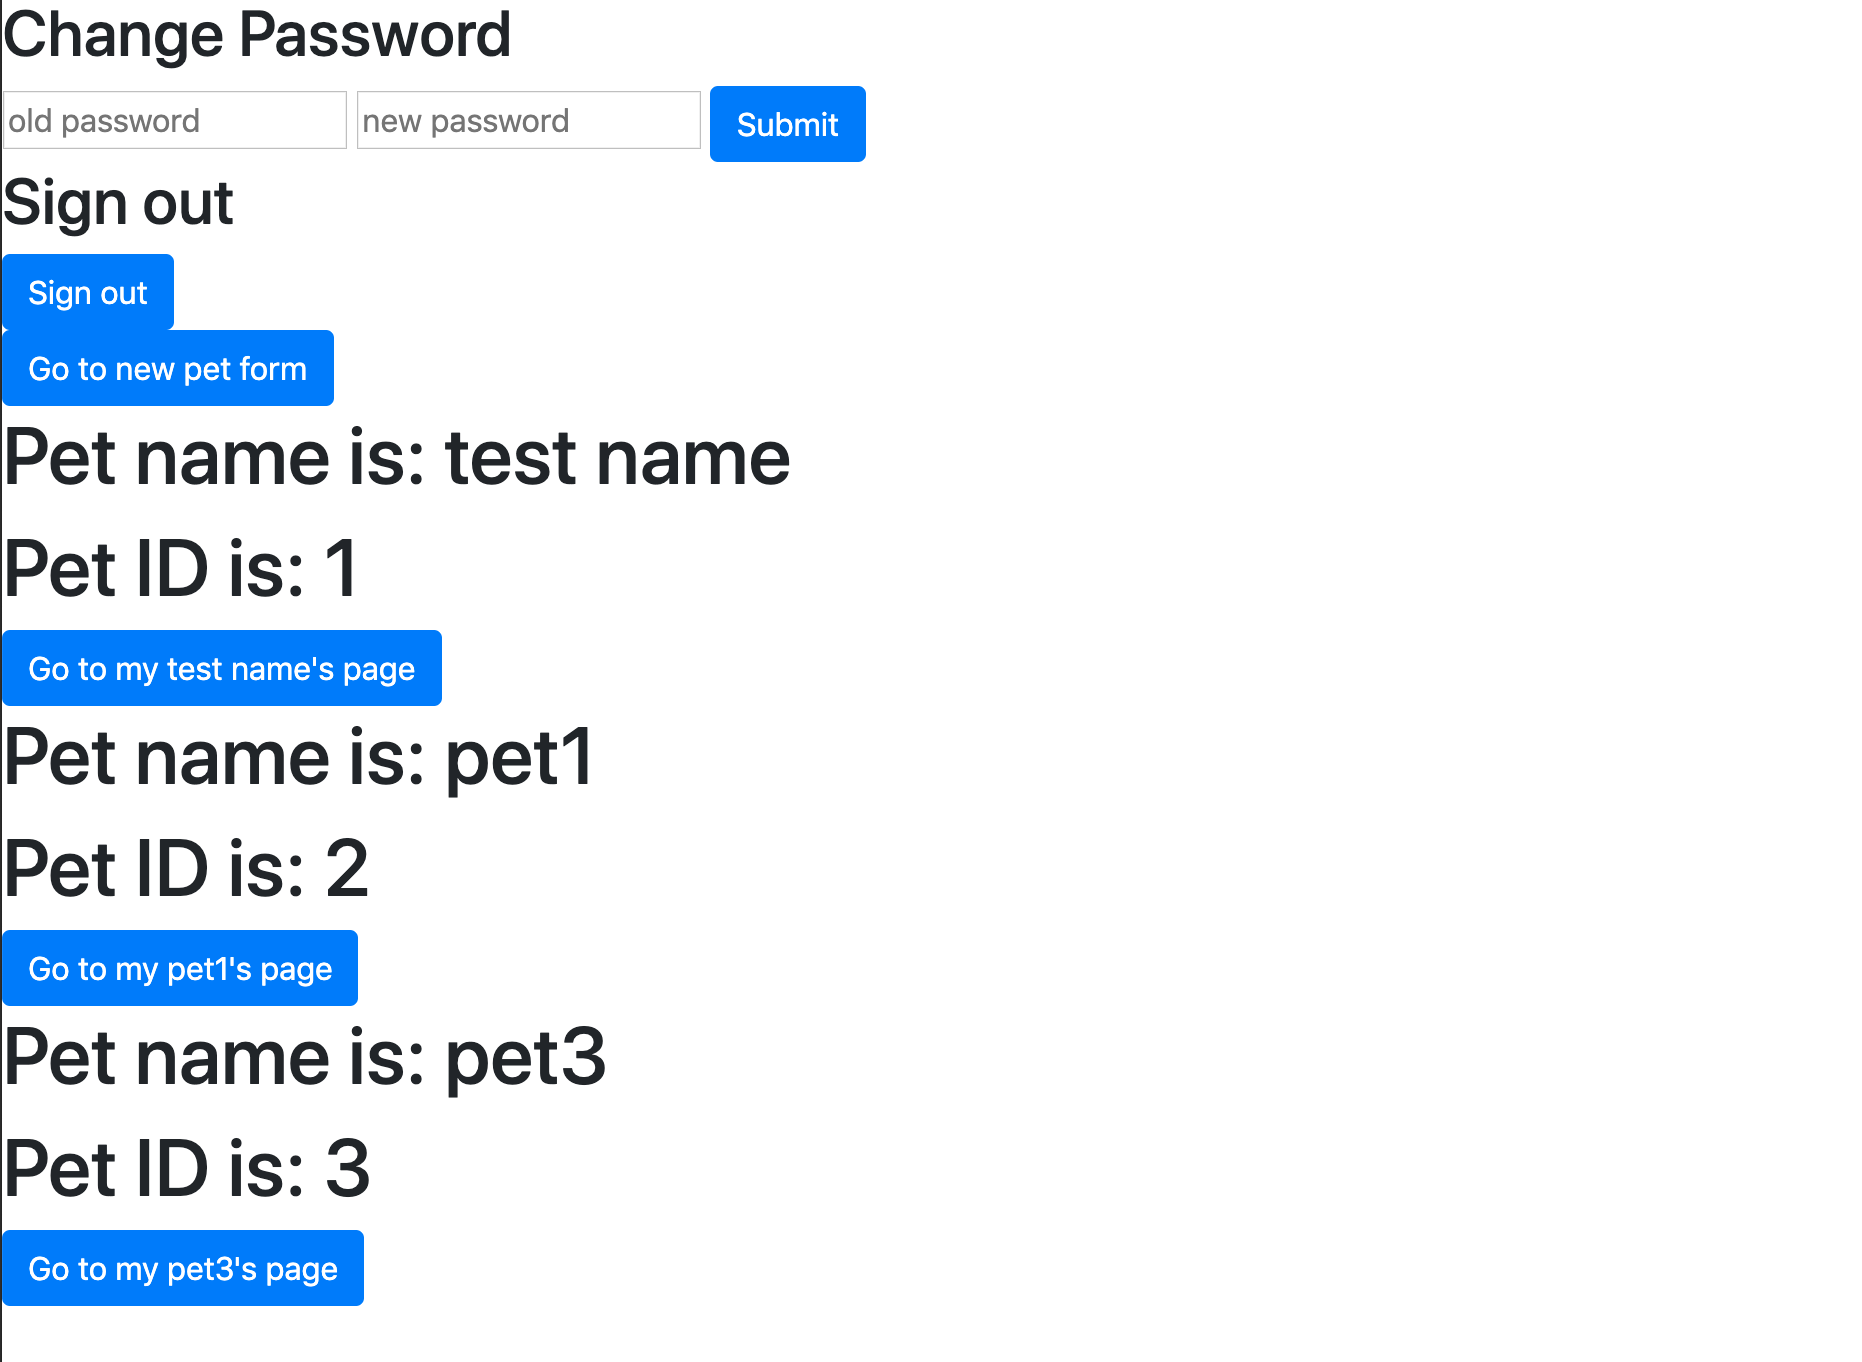 Change Password
old password new password Submit
Sign out
Sign out
Go to new pet form
Pet name is: test name
Pet ID is: 1
Go to my test name's page
Pet name is: pet1
Pet ID is: 2
Go to my pet1's page
Pet name is: pet3
Pet ID is: 3
Go to my pet3's page